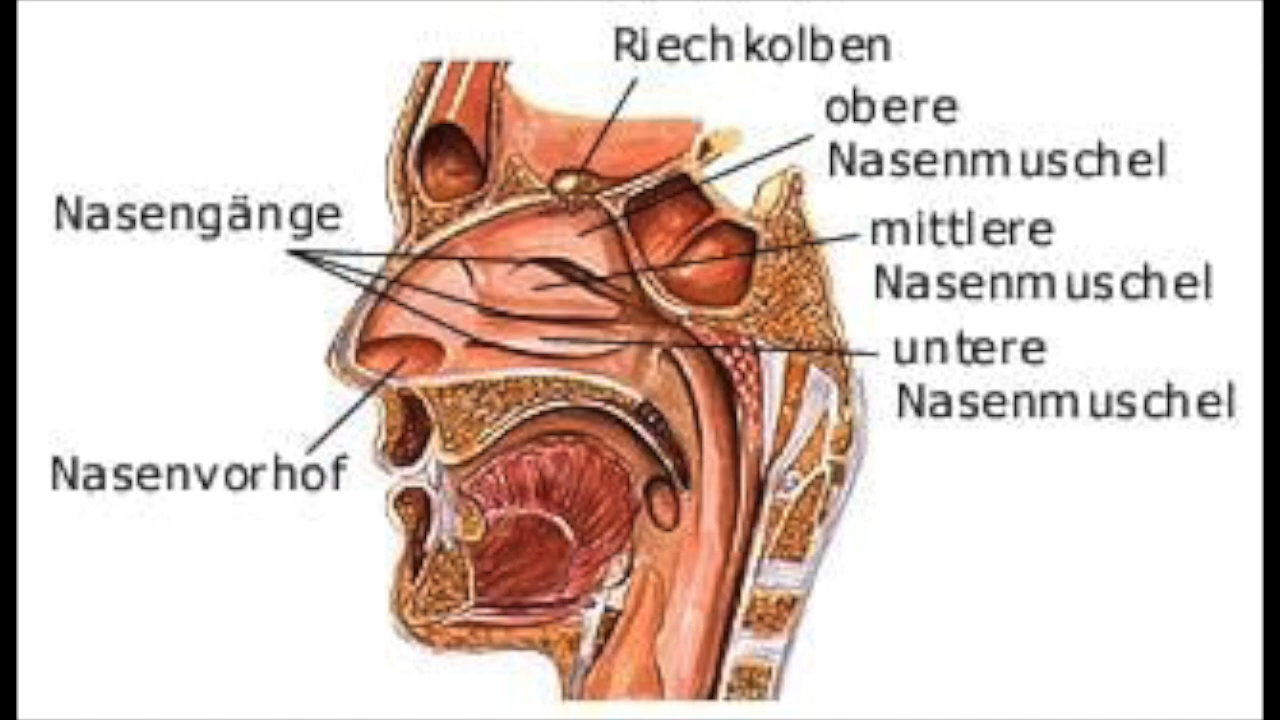 Riechkolben
obere
Nasenmuschel
Nasengänge
mittlere
Nasenmuschel
untere
Nasenmuschel
Nasenvorhof